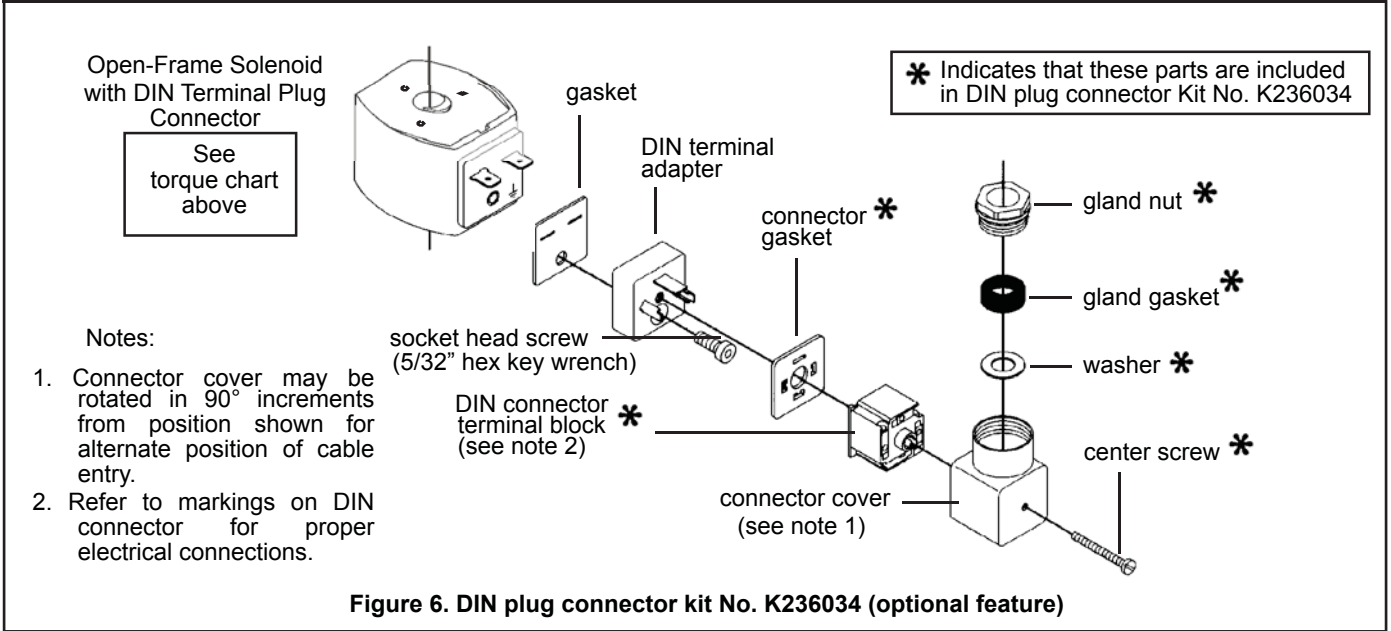 Open-Frame Solenoid
with DIN Terminal Plug
Connector
See
torque chart
above
gasket
DIN terminal
adapter
connector *
gasket
* Indicates that these parts are included
in DIN plug connector Kit No. K236034
gland nut *
gland gasket *
washer *
center screw *
socket head screw
(5/32” hex key wrench)
DIN connector
terminal block *
(see note 2)
connector cover
(see note 1)
Notes:
1. Connector cover may be
rotated in 90° increments
from position shown for
alternate position of cable
entry.
2. Refer to markings on DIN
connector for proper
electrical connections.
Figure 6. DIN plug connector kit No. K236034 (optional feature)